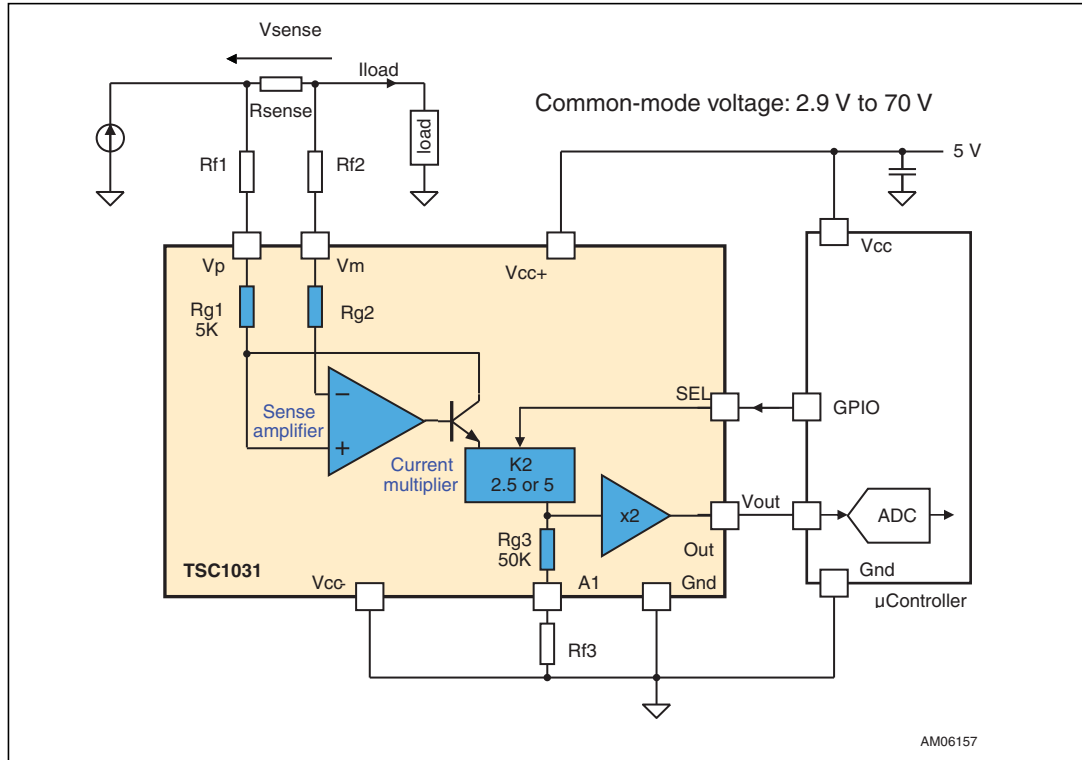 Vsense
Iload
Rsense
Common-mode voltage: 2.9 V to 70 V
load
Rf1
Rf2
5 V
Vp
Vm
Vcc+
Vcc
Rg1
5K
Rg2
SEL
GPIO
Sense
amplifier
Current
multiplier
K2
2.5 or 5
x2
Vout
ADC
Rg3
50K
Out
TSC1031
Vcc-
A1
Gnd
Gnd
µController
Rf3
AM06157